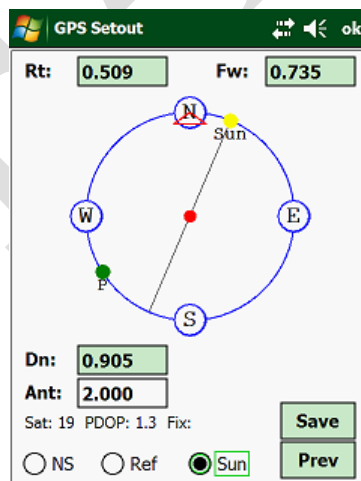 GPS Setout ok
Rt: 0.509 Fw: 0.735
N
Sun
W E
P
S
Dn: 0.905
Ant: 2.000
Sat: 19 PDOP: 1.3 Fix: Save
NS Ref Sun Prev